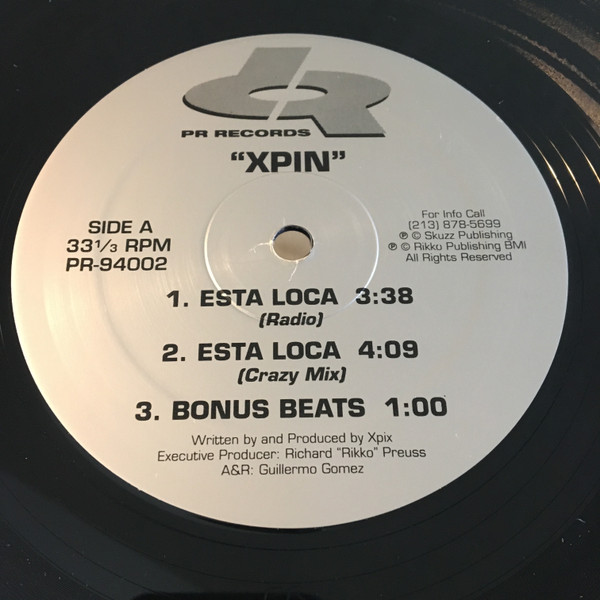 PR RECORDS
"XPIN"
SIDE A
33 1/3 RPM
PR-94002
For Info Call
(213) 878-5699
℗ © Skuzz Publishing
℗ © Rikko Publishing BMI
All Rights Reserved
1. ESTA LOCA 3:38
(Radio)
2. ESTA LOCA 4:09
(Crazy Mix)
3. BONUS BEATS 1:00
Written by and Produced by Xpix
Executive Producer: Richard "Rikko" Preuss
A&R: Guillermo Gomez